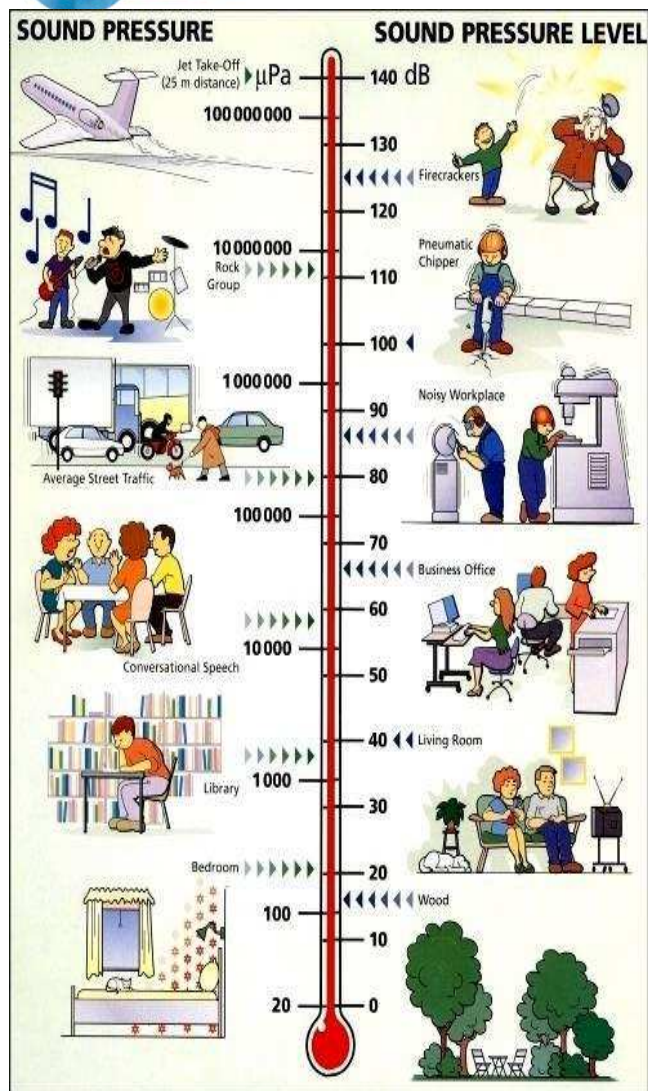 SOUND PRESSURE
SOUND PRESSURE LEVEL
Jet Take-Off
(25 m distance)
μPa
140 dB
100 000 000
130
Firecrackers
120
10 000 000
Rock
Group
Pneumatic
Chipper
110
100
1 000 000
90
Noisy Workplace
Average Street Traffic
80
100 000
70
Business Office
60
10 000
Conversational Speech
50
40
Living Room
1000
Library
30
Bedroom
20
Wood
100
10
20
0